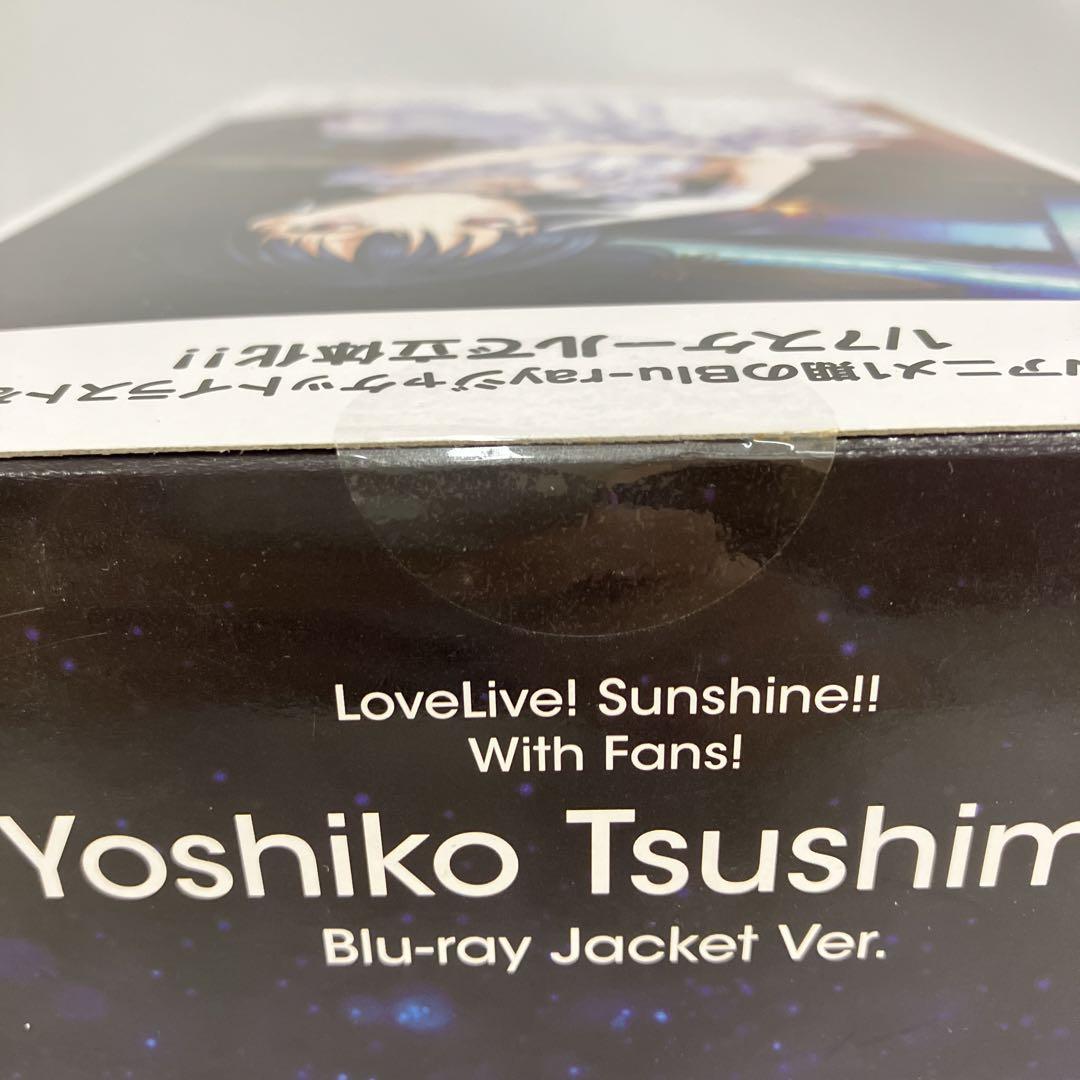 Vアニメ1期のBlu-rayジャケットイラストを
1/7スケールで立体化!!
LoveLive! Sunshine!!
With Fans!
Yoshiko Tsushim
Blu-ray Jacket Ver.